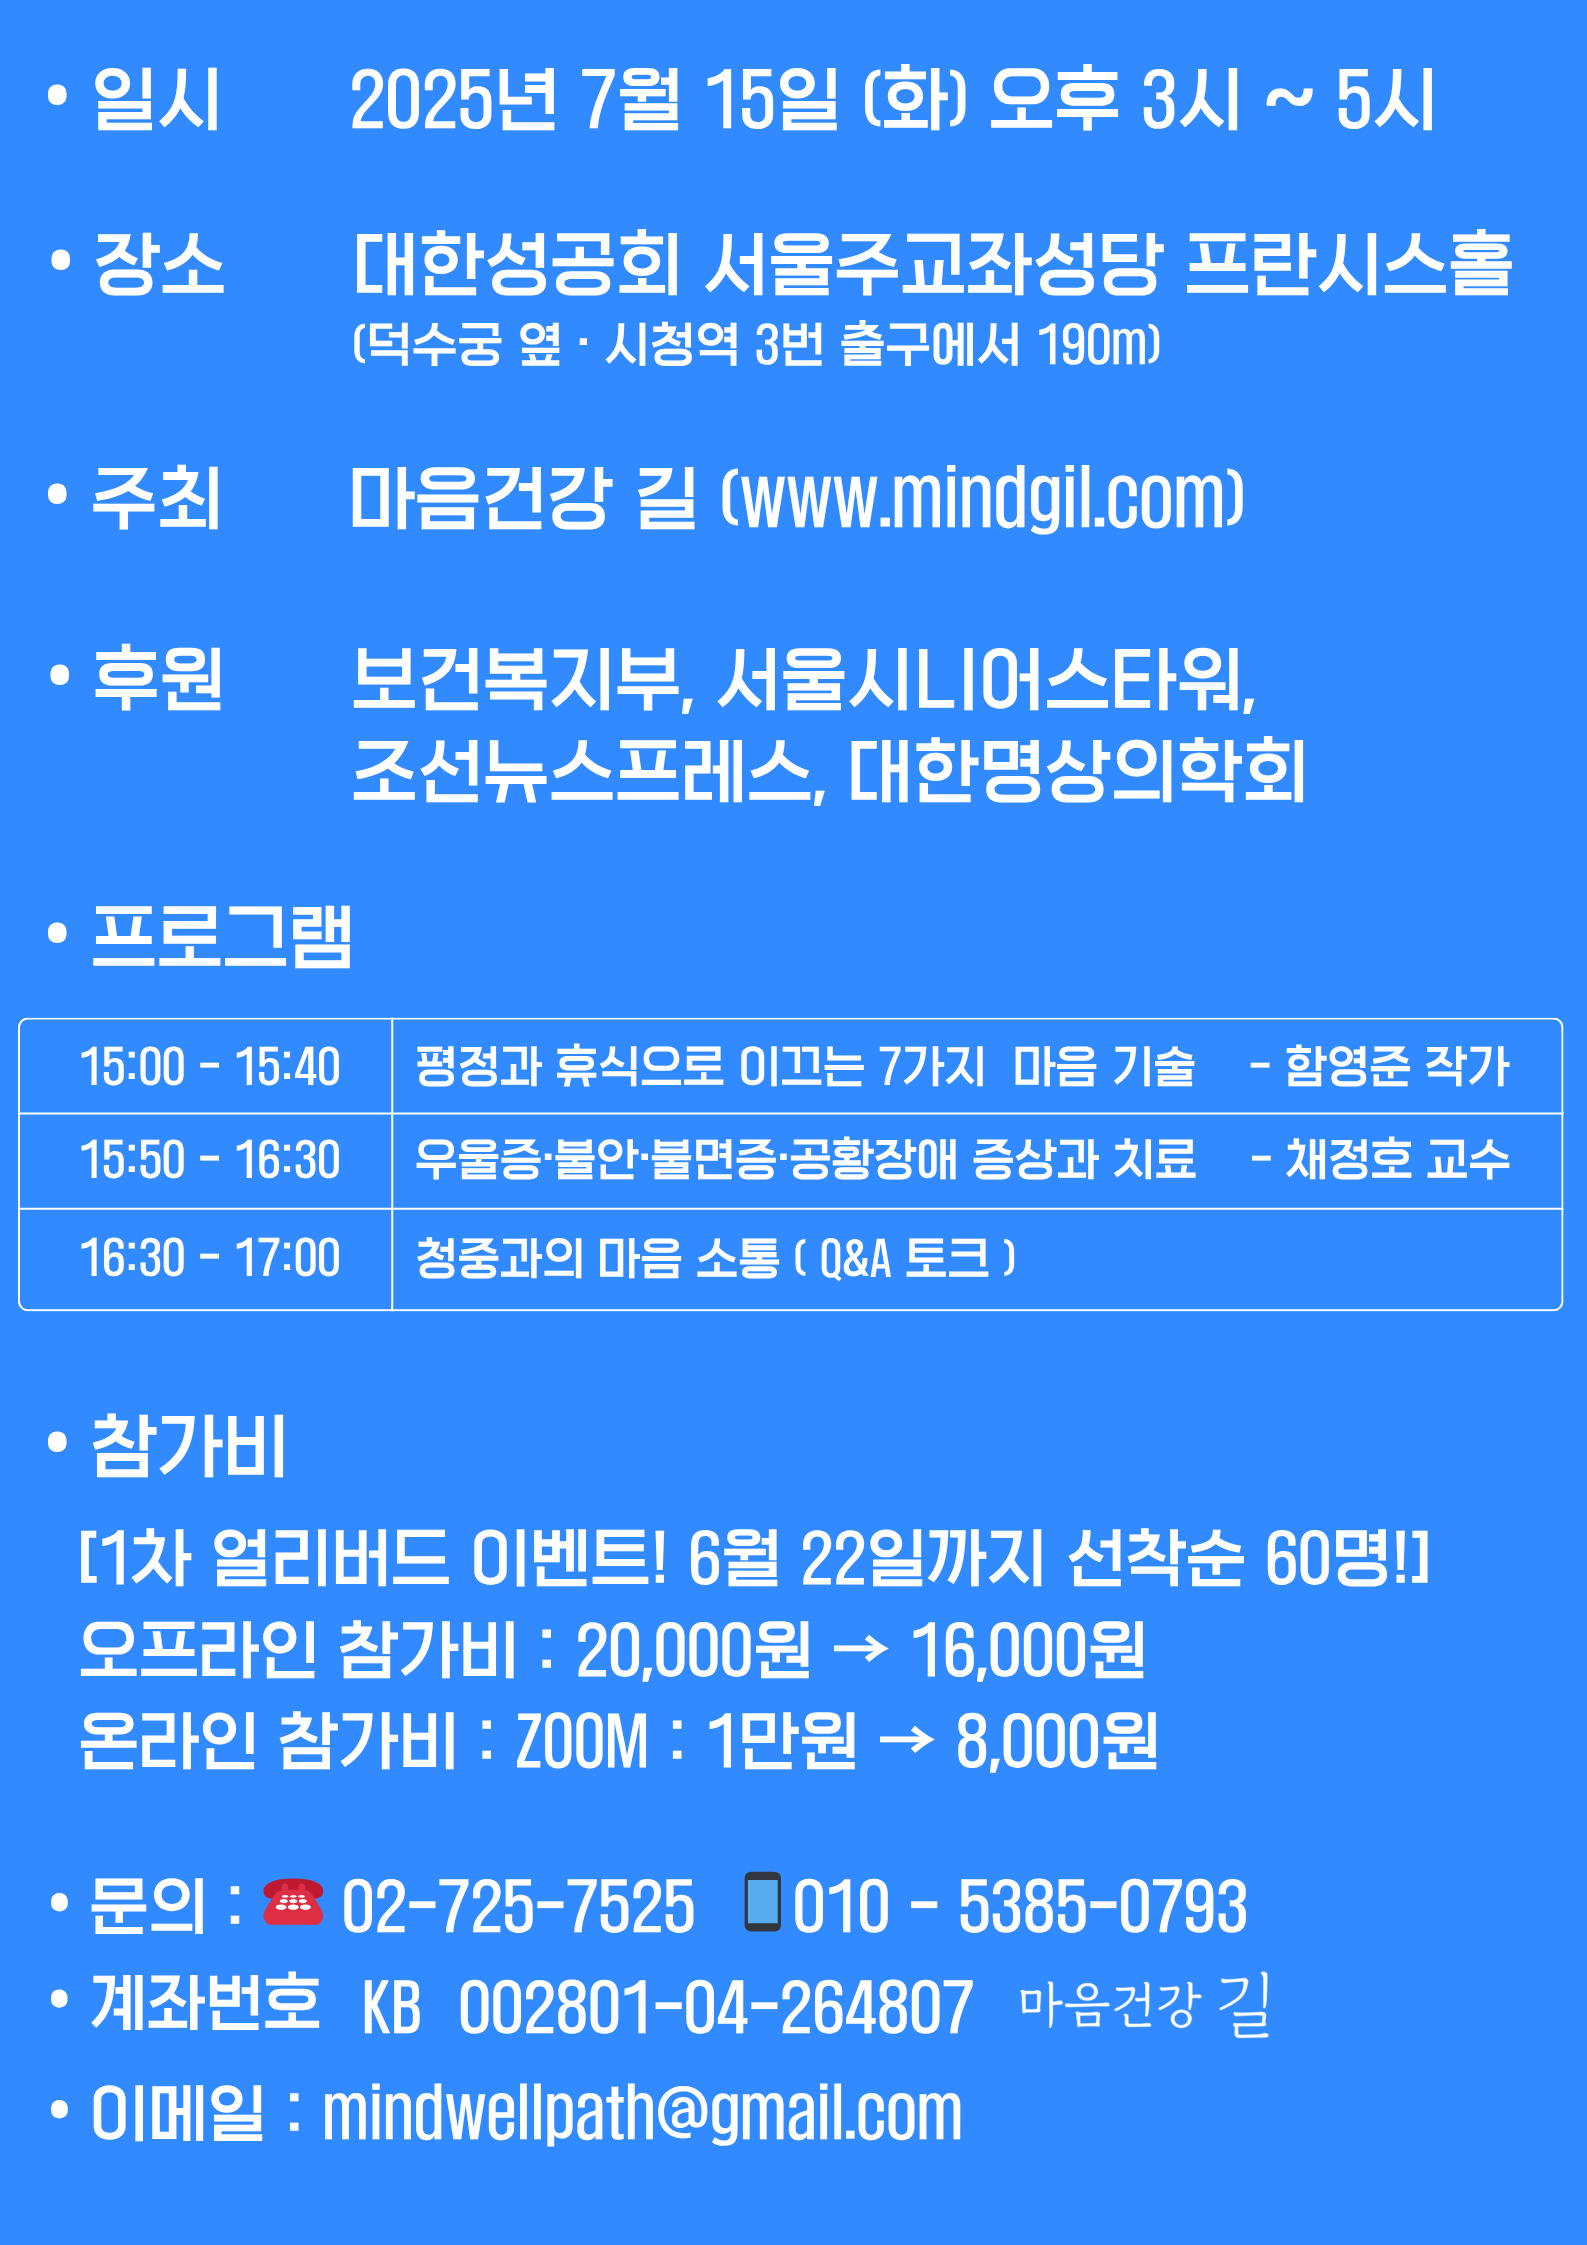 • 일시 2025년 7월 15일 (화) 오후 3시 ~ 5시
• 장소 대한성공회 서울주교좌성당 프란시스홀
(덕수궁 옆 · 시청역 3번 출구에서 190m)
• 주최 마음건강 길 (www.mindgil.com)
• 후원 보건복지부, 서울시니어스타워,
조선뉴스프레스, 대한명상의학회
• 프로그램
15:00 - 15:40 평정과 휴식으로 이끄는 7가지 마음 기술 - 함영준 작가
15:50 - 16:30 우울증·불안·불면증·공황장애 증상과 치료 - 채정호 교수
16:30 - 17:00 청중과의 마음 소통 ( Q&A 토크 )
• 참가비
[1차 얼리버드 이벤트! 6월 22일까지 선착순 60명!]
오프라인 참가비 : 20,000원 → 16,000원
온라인 참가비 : ZOOM : 1만원 → 8,000원
• 문의 : ☎️ 02-725-7525 📱010 - 5385-0793
• 계좌번호 KB 002801-04-264807 마음건강 길
• 이메일 : mindwellpath@gmail.com